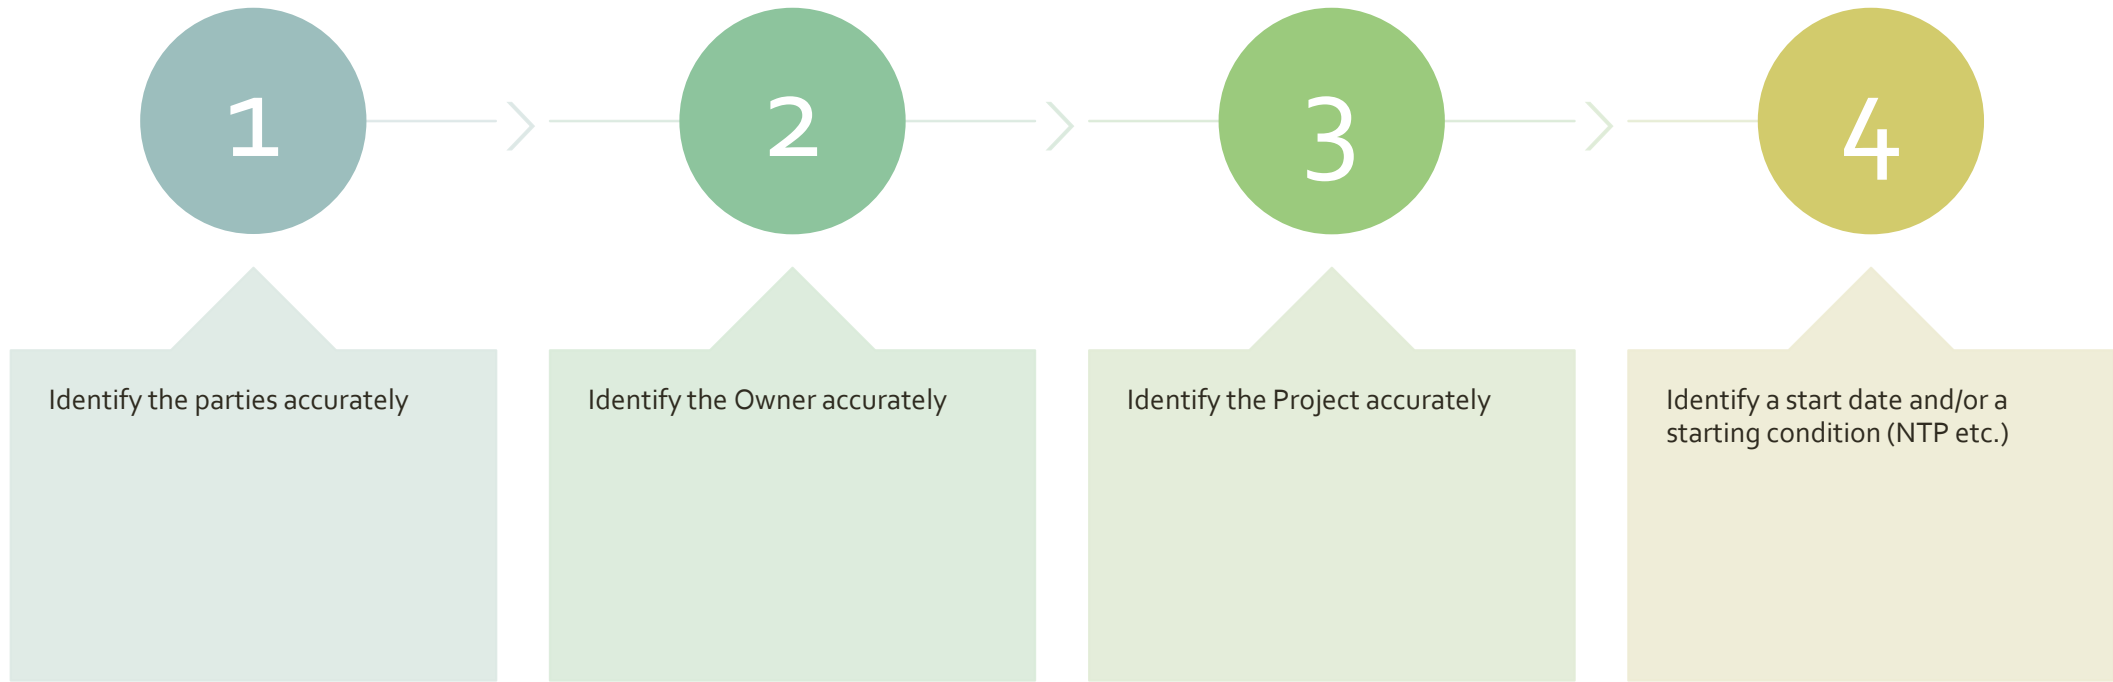 1
2
3
4
Identify the parties accurately
Identify the Owner accurately
Identify the Project accurately
Identify a start date and/or a
starting condition (NTP etc.)